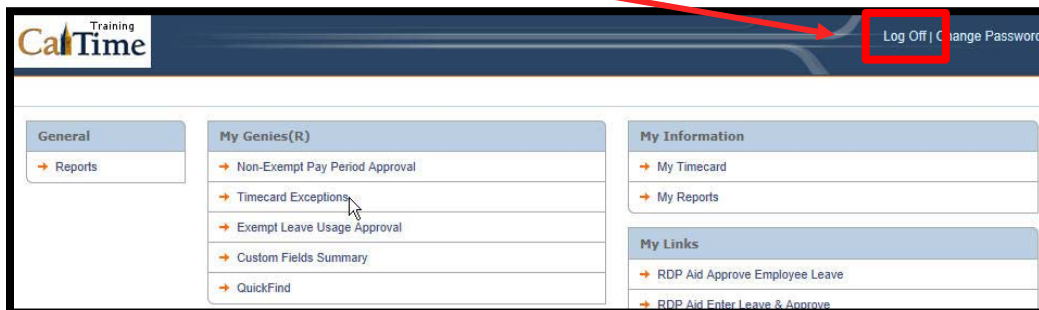 Training
CalTime
Log Off | Change Password
General
Reports
My Genies(R)
Non-Exempt Pay Period Approval
Timecard Exceptions
Exempt Leave Usage Approval
Custom Fields Summary
QuickFind
My Information
My Timecard
My Reports
My Links
RDP Aid Approve Employee Leave
RDP Aid Enter Leave & Approve